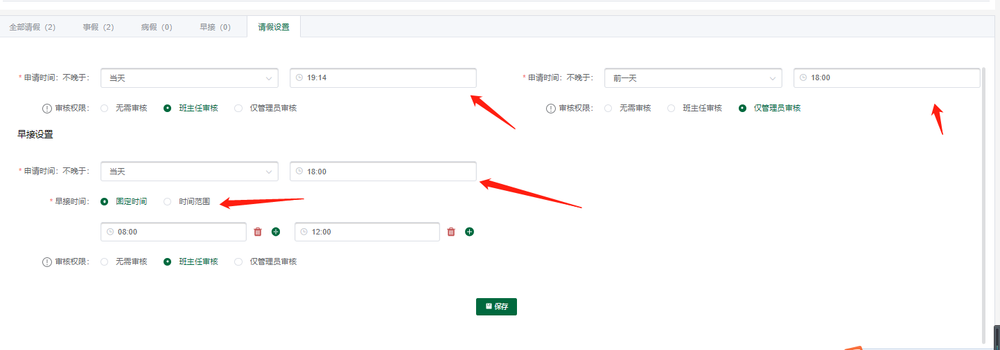 全部请假（2） 事假（2） 病假（0） 早接（0） 请假设置
* 申请时间：不晚于： 当天 19:14 * 申请时间：不晚于： 前一天 18:00
审核权限： 无需审核 班主任审核 仅管理员审核 审核权限： 无需审核 班主任审核 仅管理员审核
早接设置
* 申请时间：不晚于： 当天 18:00
* 早接时间： 固定时间 时间范围
08:00 12:00
审核权限： 无需审核 班主任审核 仅管理员审核
保存